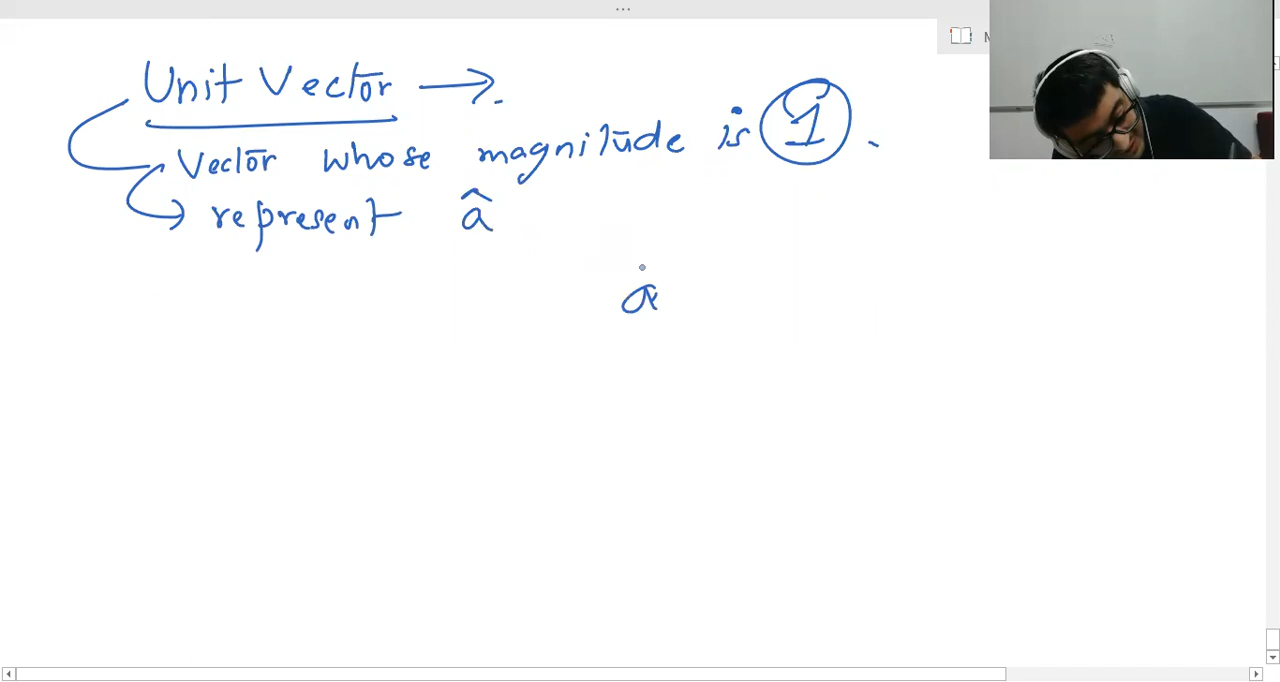 Unit Vector →.
Vector whose magnitude is 1.
→ represent â
a